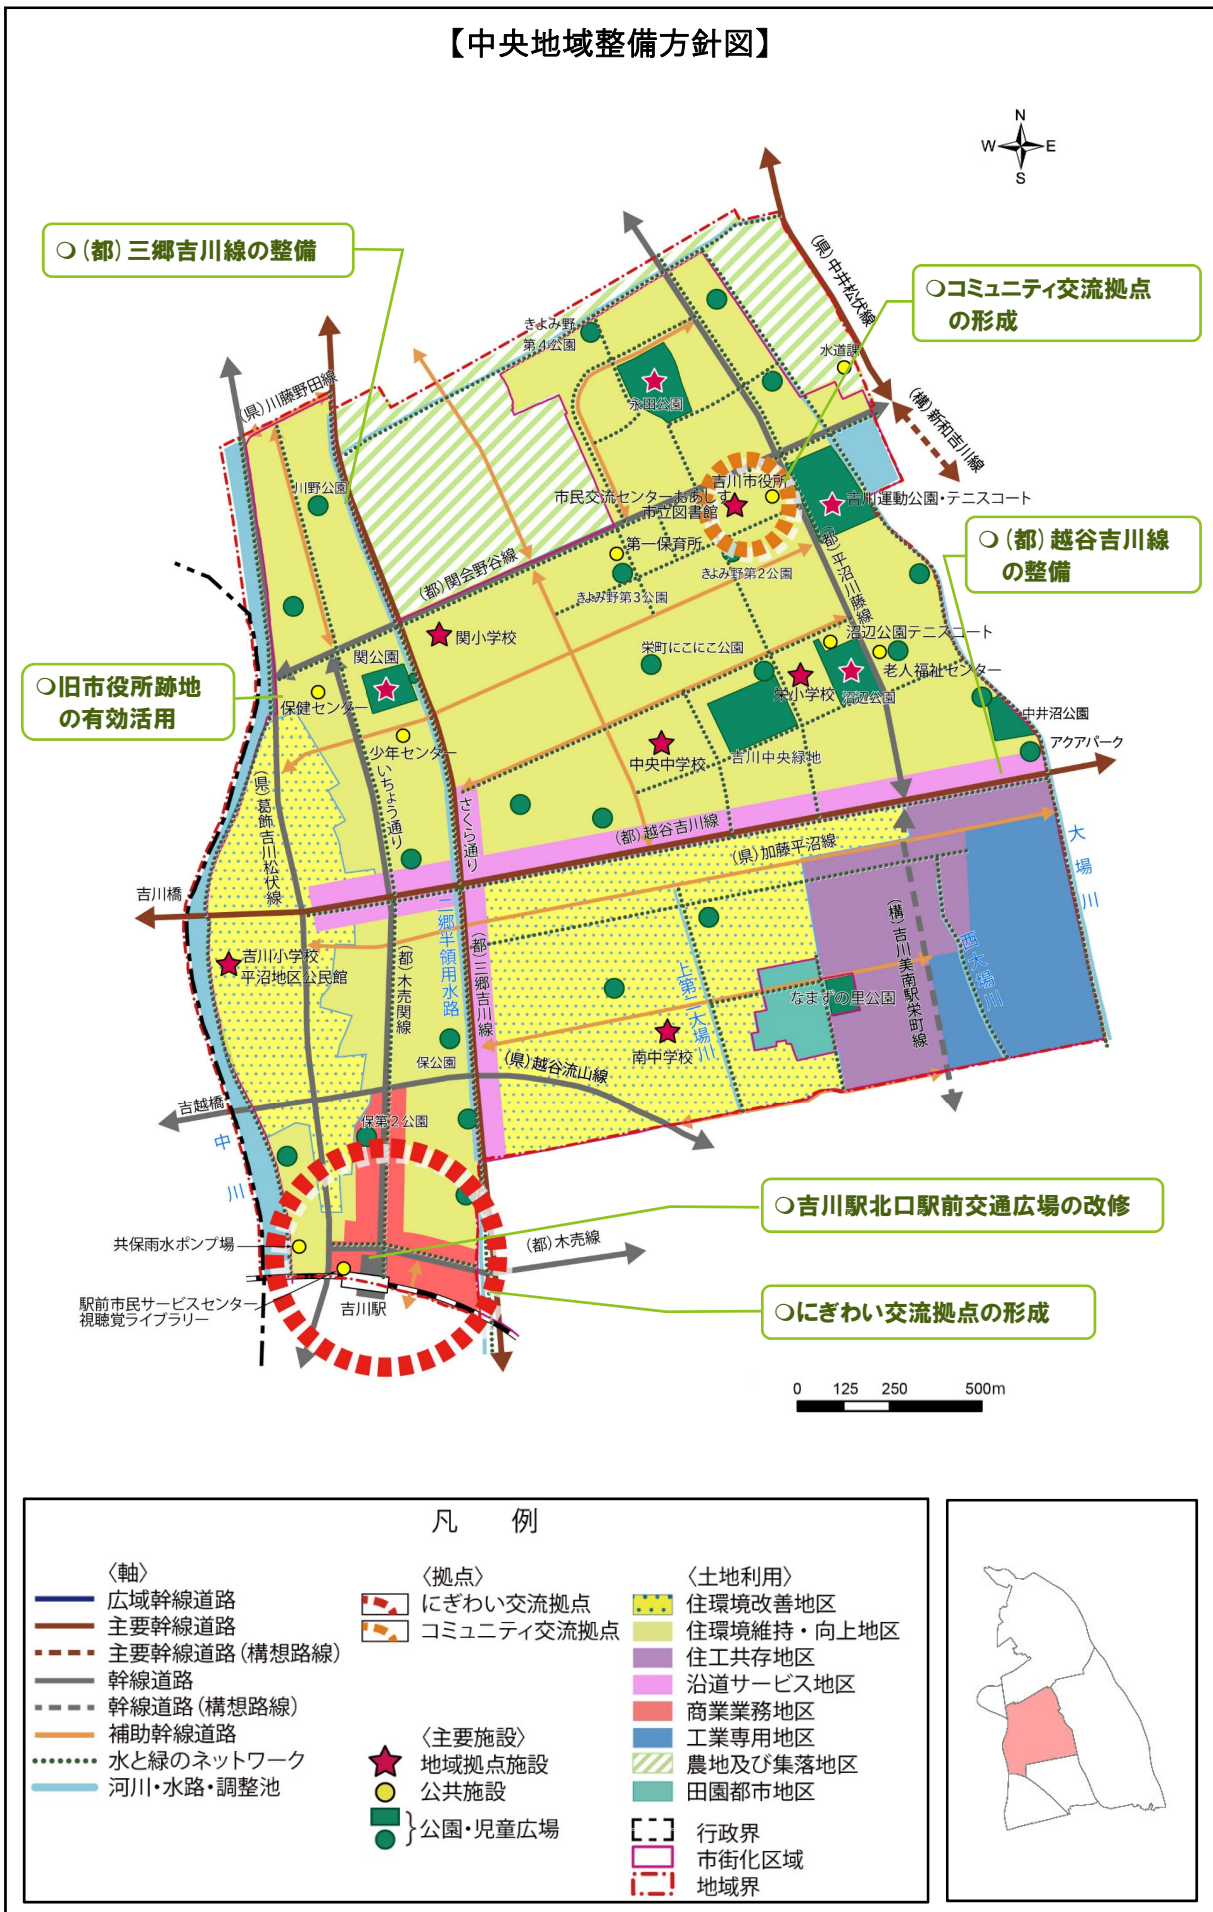 【中央地域整備方針図】
N
W
E
S
○(都)三郷吉川線の整備
○コミュニティ交流拠点
の形成
(県)中井松伏線
水道課
きよみ野
第4公園
永田公園
(県)川藤野田線
(構)新和吉川線
川野公園
吉川市役所
市民交流センターおあしす
市立図書館
吉川運動公園・テニスコート
○(都)越谷吉川線
の整備
第一保育所
(都)関会野谷線
きよみ野第2公園
きよみ野第3公園
(都)平沼川藤線
関小学校
沼辺公園テニスコート
関公園
栄町にこにこ公園
老人福祉センター
栄小学校
沼辺公園
○旧市役所跡地
の有効活用
保健センター
中井沼公園
少年センター
中央中学校
吉川中央緑地
アクアパーク
(県)葛飾吉川松伏線
いちょう通り
さくら通り
(都)越谷吉川線
(県)加藤平沼線
大場川
吉川橋
二郷半領用水路
(都)三郷吉川線
(構)吉川美南駅栄町線
西大場川
吉川小学校
平沼地区公民館
(都)木売関線
上第二大場川
なまずの里公園
南中学校
保公園
(県)越谷流山線
吉越橋
保第2公園
中川
○吉川駅北口駅前交通広場の改修
共保雨水ポンプ場
(都)木売線
駅前市民サービスセンター
視聴覚ライブラリー
吉川駅
○にぎわい交流拠点の形成
0 125 250 500m
凡 例
〈軸〉
広域幹線道路
主要幹線道路
主要幹線道路(構想路線)
幹線道路
幹線道路(構想路線)
補助幹線道路
水と緑のネットワーク
河川・水路・調整池
〈拠点〉
にぎわい交流拠点
コミュニティ交流拠点
〈主要施設〉
地域拠点施設
公共施設
公園・児童広場
〈土地利用〉
住環境改善地区
住環境維持・向上地区
住工共存地区
沿道サービス地区
商業業務地区
工業専用地区
農地及び集落地区
田園都市地区
行政界
市街化区域
地域界